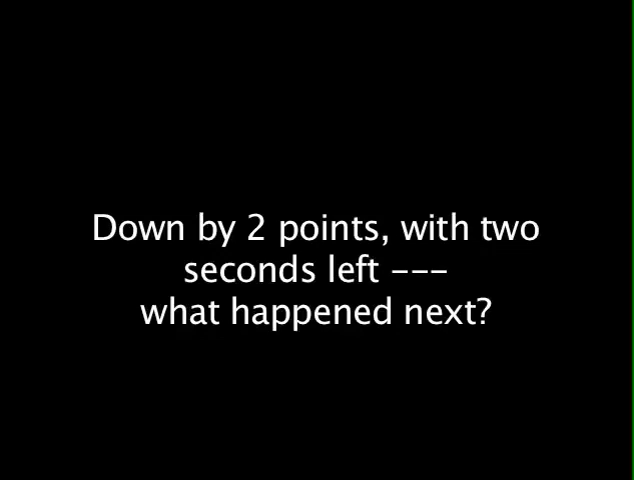 Down by 2 points, with two
seconds left ---
what happened next?